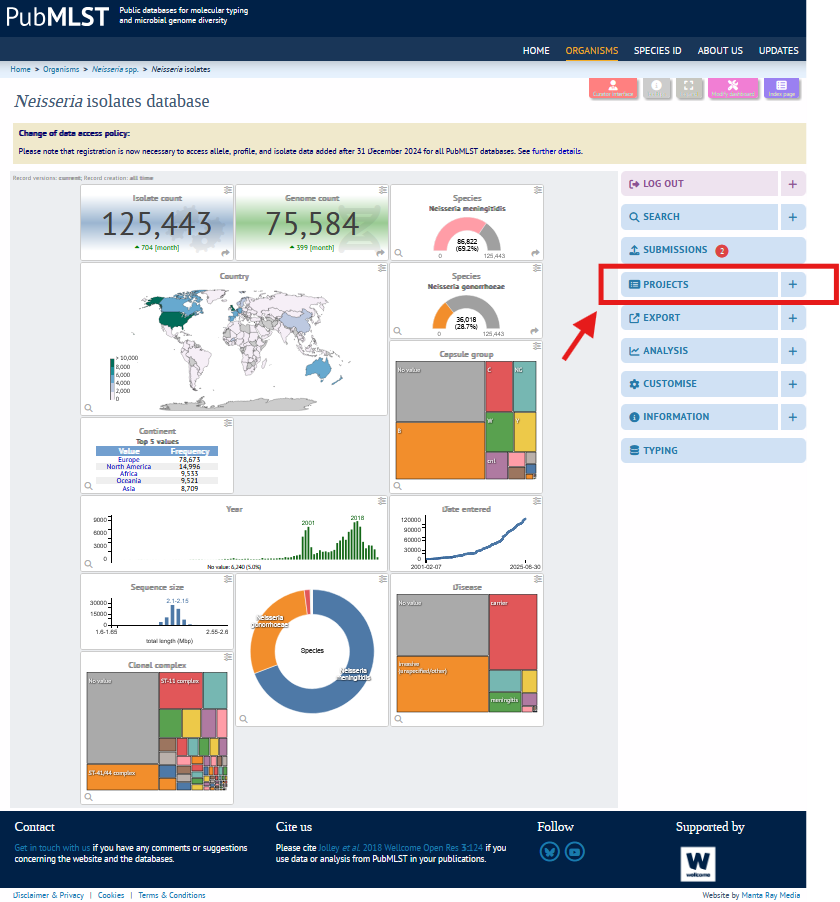 PubMLST
Public databases for molecular typing
and microbial genome diversity
HOME ORGANISMS SPECIES ID ABOUT US UPDATES
Home > Organisms > Neisseria spp. > Neisseria isolates
Curator interface
Modify dashboard
Index page
Neisseria isolates database
Change of data access policy:
Please note that registration is now necessary to access allele, profile, and isolate data added after 31 December 2024 for all PubMLST databases. See further details.
Record versions: current; Record creation: all time
Isolate count
125,443
704 [month]
Genome count
75,584
399 [month]
Species
Neisseria meningitidis
86,822
(69.2%)
0 125,443
Country
> 10,000
8,000
6,000
4,000
2,000
0
Species
Neisseria gonorrhoeae
36,018
(28.7%)
0 125,443
Capsule group
No value
C
NG
B
W
Y
cnl
Continent
Top 5 values
Value Frequency
Europe 78,673
North America 14,996
Africa 9,533
Oceania 9,521
Asia 8,709
Year
9000
6000
3000
0
2001
2018
No value: 6,240 (5.0%)
Date entered
120000
90000
60000
30000
0
2001-02-07 2025-08-30
Sequence size
30000
15000
0
2.1-2.15
1.6-1.65 2.55-2.6
total length (Mbp)
Neisseria
gonorrhoeae
Species
Neisseria
meningitidis
Disease
No value
carrier
invasive
(unspecified/other)
meningitis
Clonal complex
No value
ST-11 complex
ST-41/44 complex
LOG OUT +
SEARCH +
SUBMISSIONS 2
PROJECTS +
EXPORT +
ANALYSIS +
CUSTOMISE +
INFORMATION +
TYPING
Contact
Get in touch with us if you have any comments or suggestions
concerning the website and the databases.
Cite us
Please cite Jolley et al. 2018 Wellcome Open Res 3:124 if you
use data or analysis from PubMLST in your publications.
Follow
Supported by
W
wellcome
Disclaimer & Privacy | Cookies | Terms & Conditions
Website by Manta Ray Media